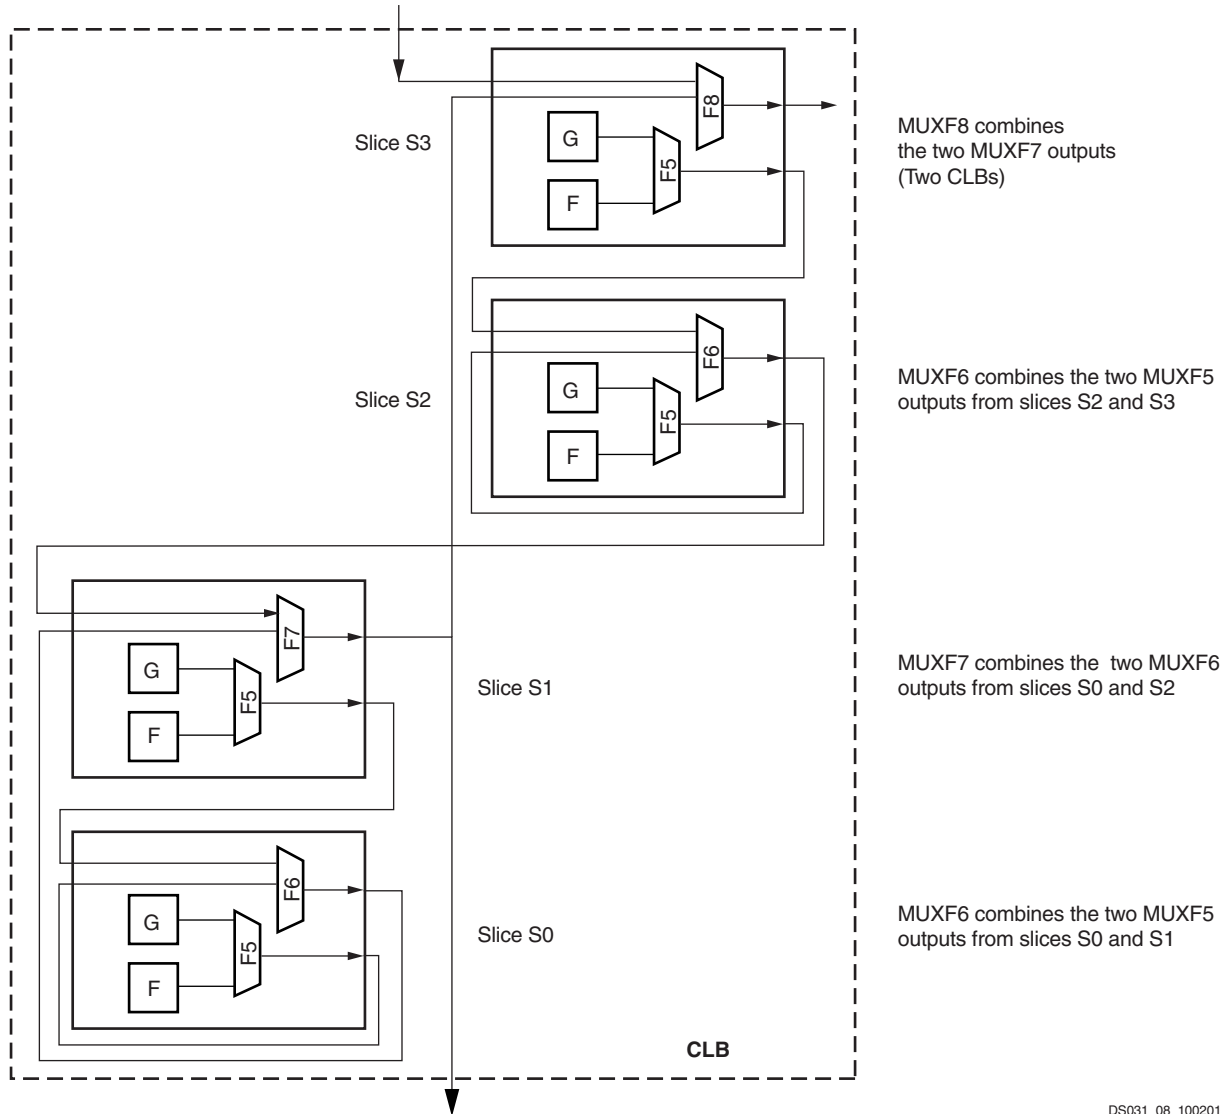 F8
Slice S3
G
F5
F
MUXF8 combines
the two MUXF7 outputs
(Two CLBs)
F6
Slice S2
G
F5
F
MUXF6 combines the two MUXF5
outputs from slices S2 and S3
F7
G
F5
F
Slice S1
MUXF7 combines the two MUXF6
outputs from slices S0 and S2
F6
G
F5
F
Slice S0
MUXF6 combines the two MUXF5
outputs from slices S0 and S1
CLB
DS031_08_100201